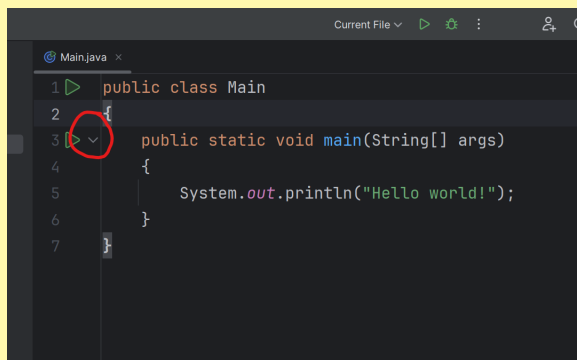 Current File
Main.java
1 public class Main
2 {
3 public static void main(String[] args)
4 {
5 System.out.println("Hello world!");
6 }
7 }